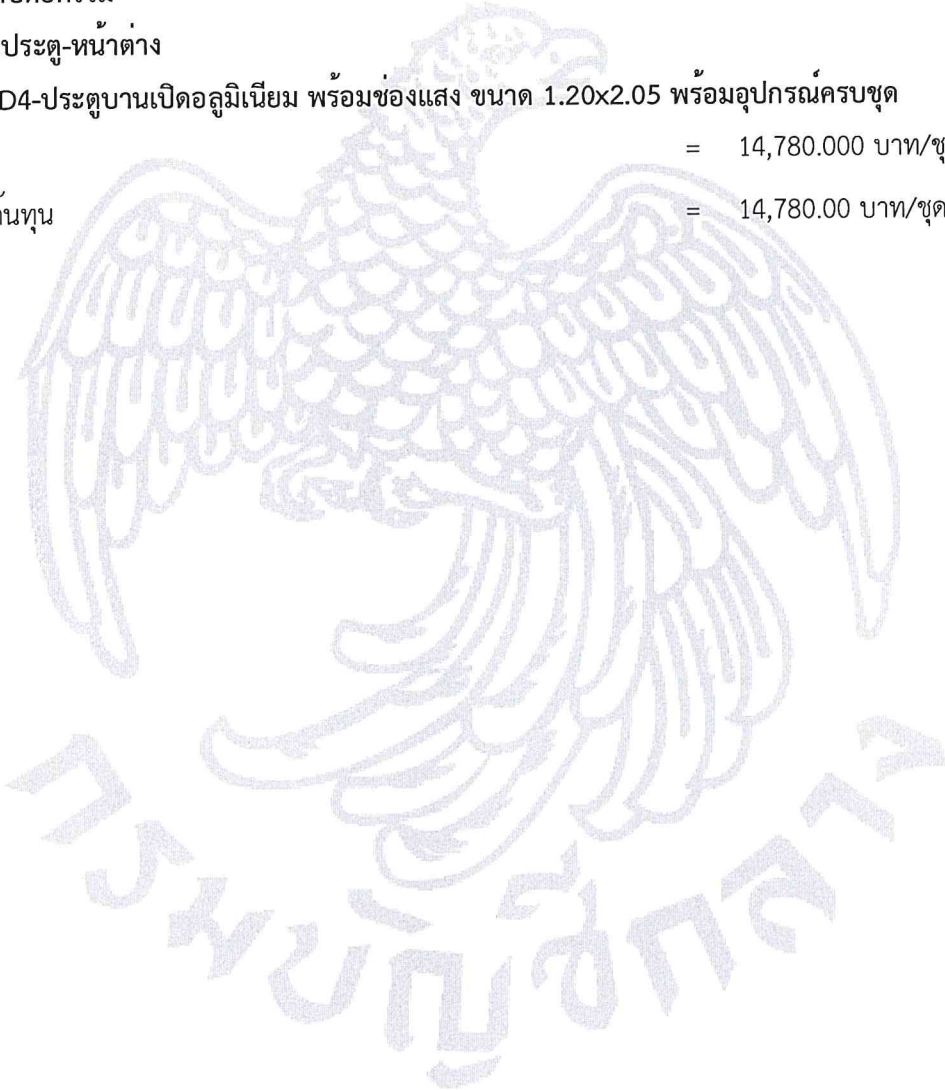 ประตู-หน้าต่าง
D4-ประตูบานเปิดอลูมิเนียม พร้อมช่องแสง ขนาด 1.20x2.05 พร้อมอุปกรณ์ครบชุด
= 14,780.000 บาท/ชุ
นทุน = 14,780.00 บาท/ชุด
กรมบัญชีกลาง